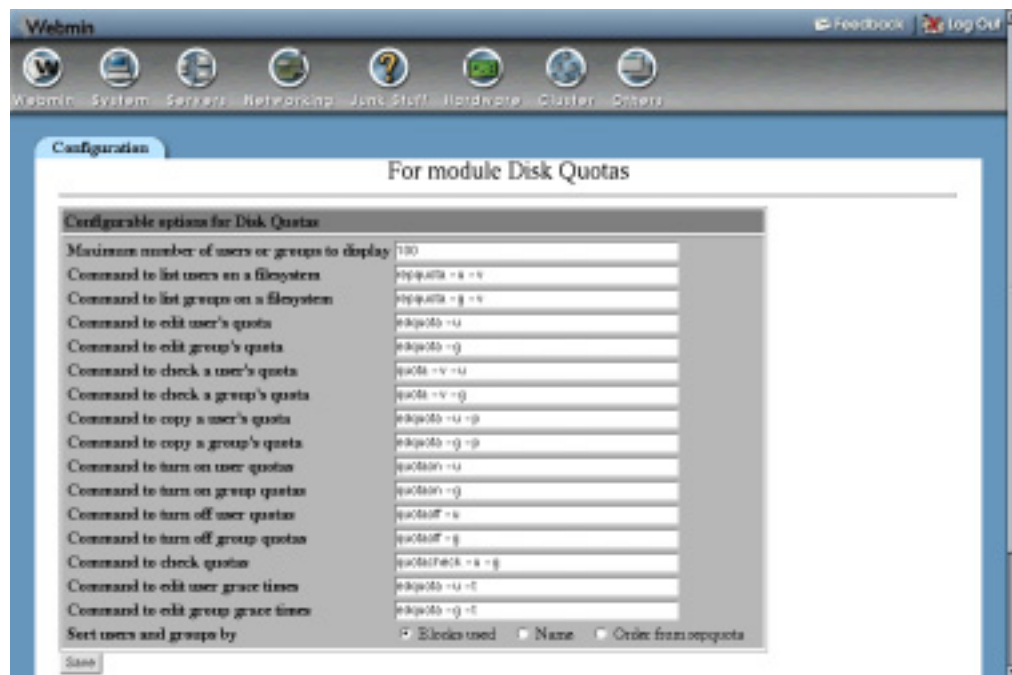 Webmin
Feedback
Log Out
Webmin System Servers Networking Junk Stuff Hardware Cluster Others
Configuration
For module Disk Quotas
Configurable options for Disk Quotas
Maximum number of users or groups to display 100
Command to list users on a filesystem repquota -u -v
Command to list groups on a filesystem repquota -g -v
Command to edit user's quota edquota -u
Command to edit group's quota edquota -g
Command to check a user's quota quota -v -u
Command to check a group's quota quota -v -g
Command to copy a user's quota edquota -u -p
Command to copy a group's quota edquota -g -p
Command to turn on user quotas quotaon -u
Command to turn on group quotas quotaon -g
Command to turn off user quotas quotaoff -u
Command to turn off group quotas quotaoff -g
Command to check quotas quotacheck -u -g
Command to edit user grace times edquota -u -t
Command to edit group grace times edquota -g -t
Sort users and groups by Blocks used Name Order from repquota
Save